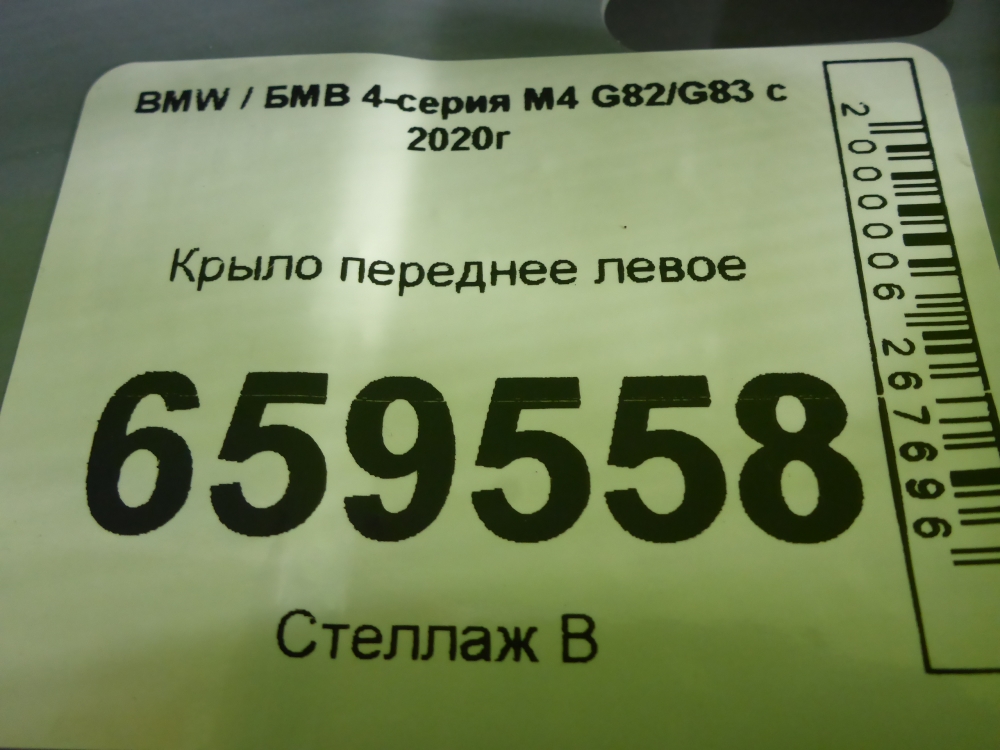 BMW / БМВ 4-серия M4 G82/G83 с
2020г
Крыло переднее левое
659558
Стеллаж В
2000006267696